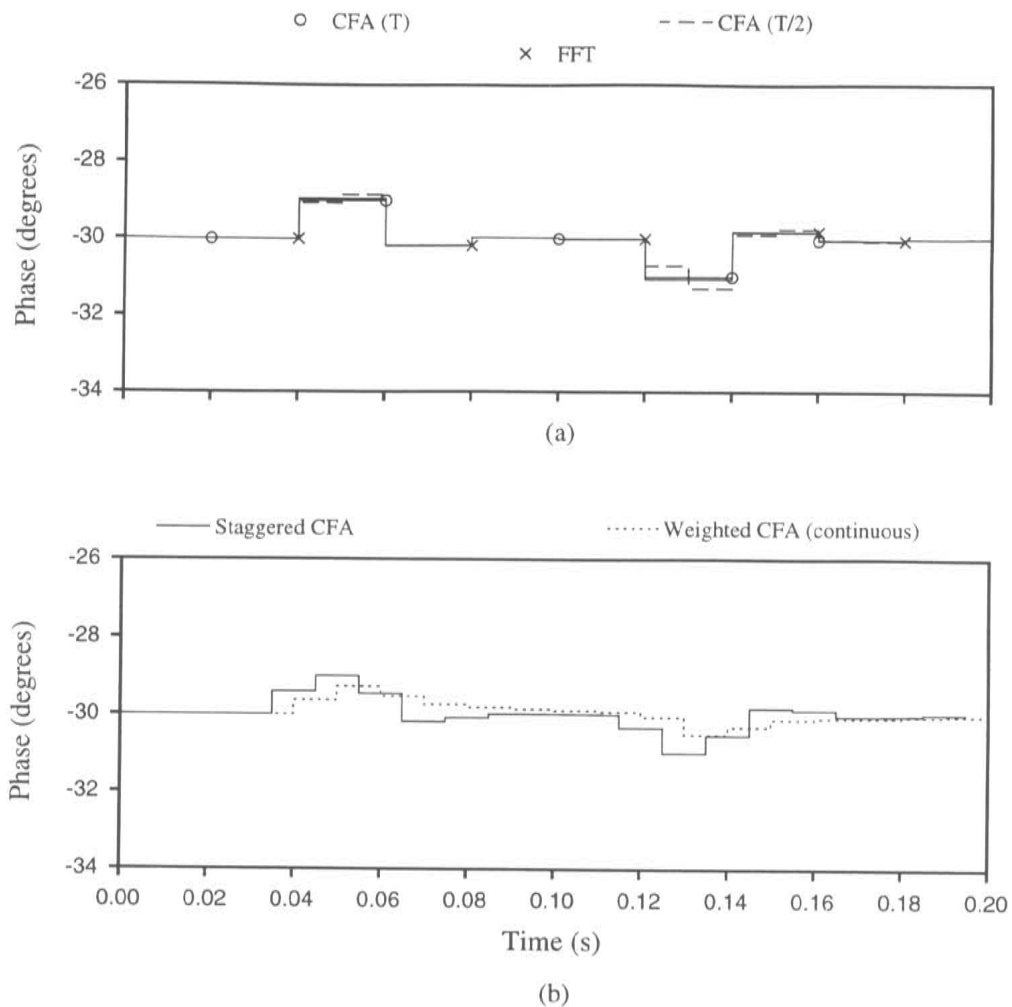 CFA (T) CFA (T/2)
FFT
Phase (degrees)
-26
-28
-30
-32
-34
(a)
Staggered CFA Weighted CFA (continuous)
Phase (degrees)
-26
-28
-30
-32
-34
0.00 0.02 0.04 0.06 0.08 0.10 0.12 0.14 0.16 0.18 0.20
Time (s)
(b)